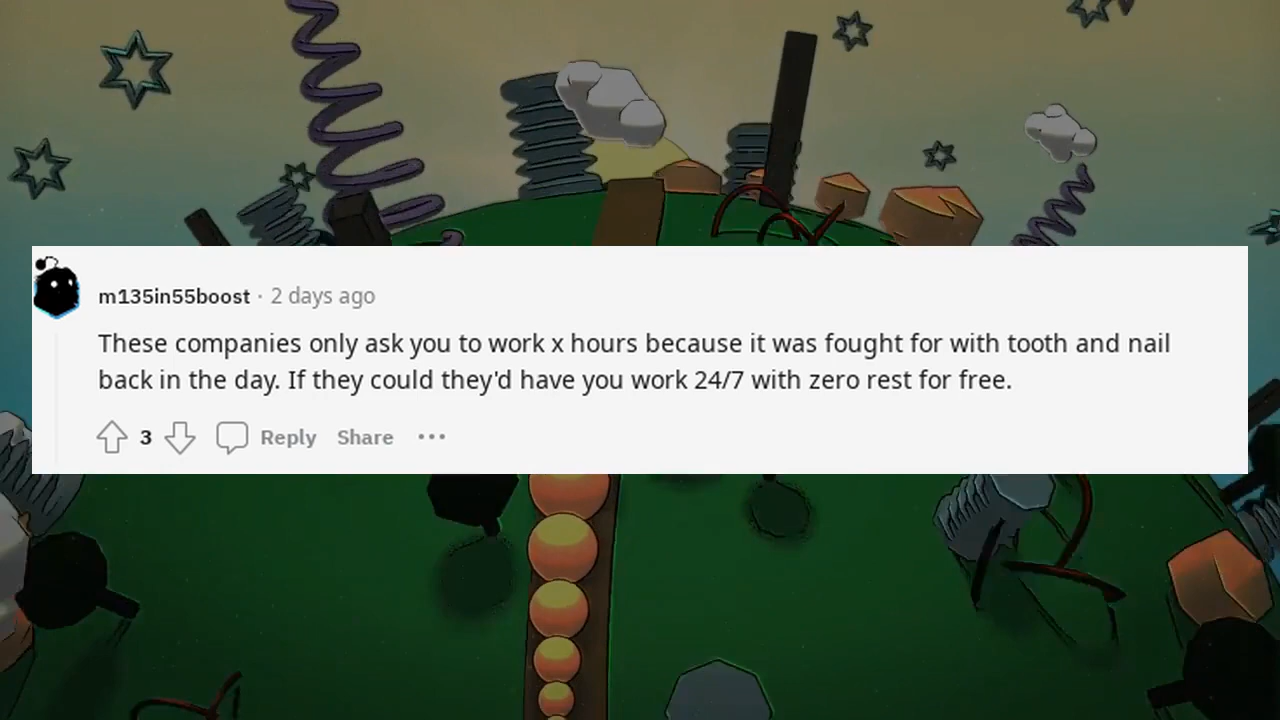 m135in55boost · 2 days ago
These companies only ask you to work x hours because it was fought for with tooth and nail
back in the day. If they could they'd have you work 24/7 with zero rest for free.
3 Reply Share •••